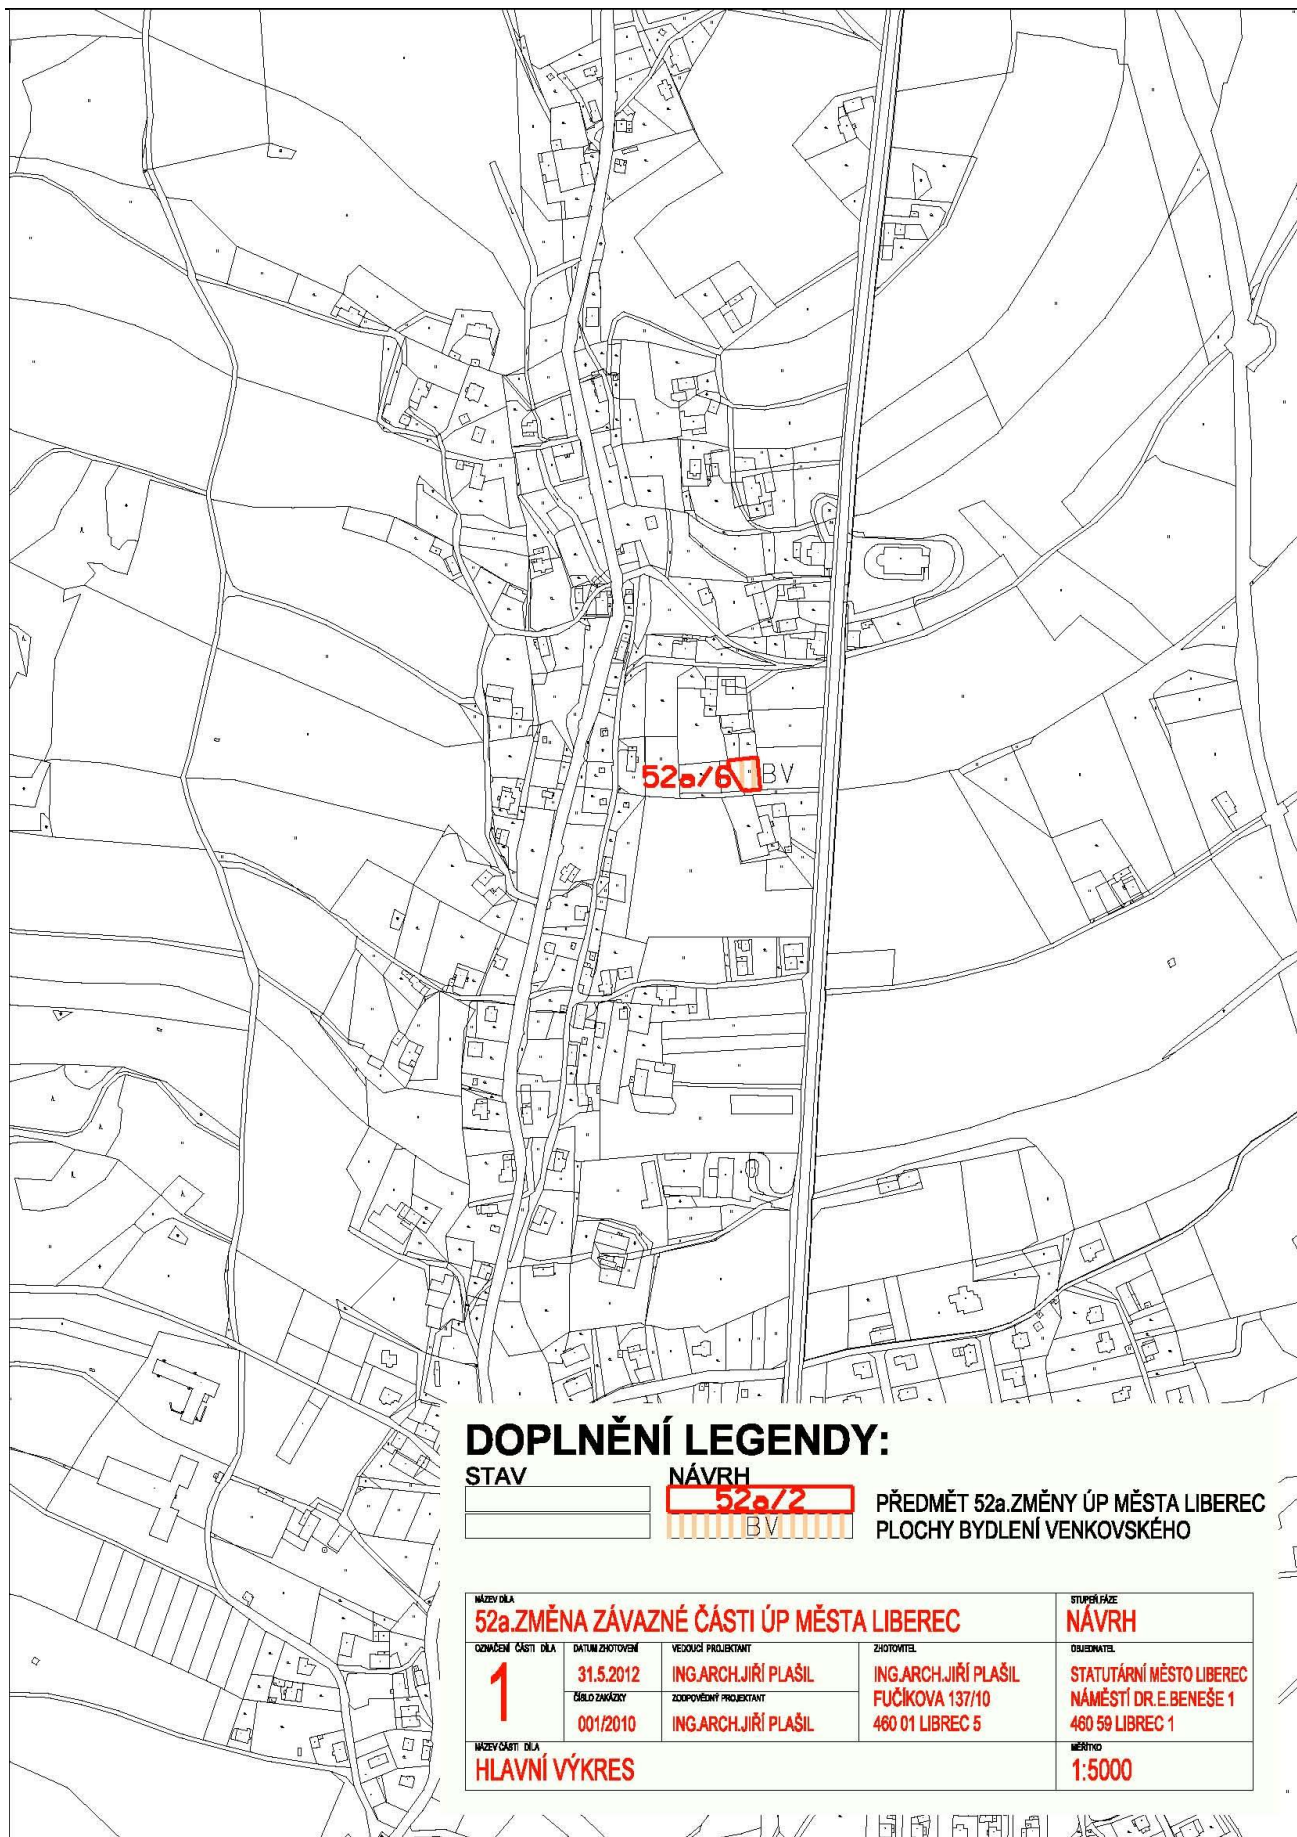 52a/6 BV
DOPLNĚNÍ LEGENDY:
STAV NÁVRH
52a/2 PŘEDMĚT 52a.ZMĚNY ÚP MĚSTA LIBEREC
BV PLOCHY BYDLENÍ VENKOVSKÉHO
NÁZEV DÍLA STUPEŇ/FÁZE
52a.ZMĚNA ZÁVAZNÉ ČÁSTI ÚP MĚSTA LIBEREC NÁVRH
OZNAČENÍ ČÁSTI DÍLA DATUM ZHOTOVENÍ VEDOUCÍ PROJEKTANT ZHOTOVITEL OBJEDNATEL
1 31.5.2012 ING.ARCH.JIŘÍ PLAŠIL ING.ARCH.JIŘÍ PLAŠIL STATUTÁRNÍ MĚSTO LIBEREC
ČÍSLO ZAKÁZKY ZODPOVĚDNÝ PROJEKTANT FUČÍKOVA 137/10 NÁMĚSTÍ DR.E.BENEŠE 1
001/2010 ING.ARCH.JIŘÍ PLAŠIL 460 01 LIBREC 5 460 59 LIBREC 1
NÁZEV ČÁSTI DÍLA MĚŘÍTKO
HLAVNÍ VÝKRES 1:5000